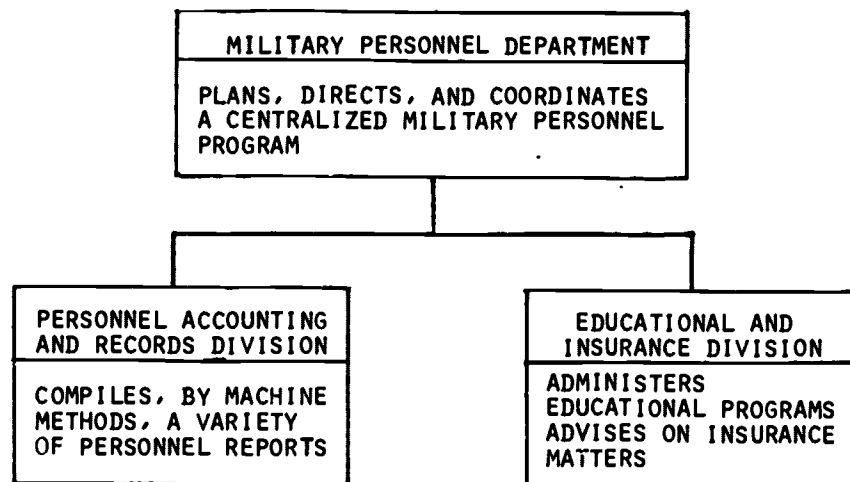 MILITARY PERSONNEL DEPARTMENT
PLANS, DIRECTS, AND COORDINATES
A CENTRALIZED MILITARY PERSONNEL
PROGRAM
PERSONNEL ACCOUNTING
AND RECORDS DIVISION
COMPILES, BY MACHINE
METHODS, A VARIETY
OF PERSONNEL REPORTS
EDUCATIONAL AND
INSURANCE DIVISION
ADMINISTERS
EDUCATIONAL PROGRAMS
ADVISES ON INSURANCE
MATTERS